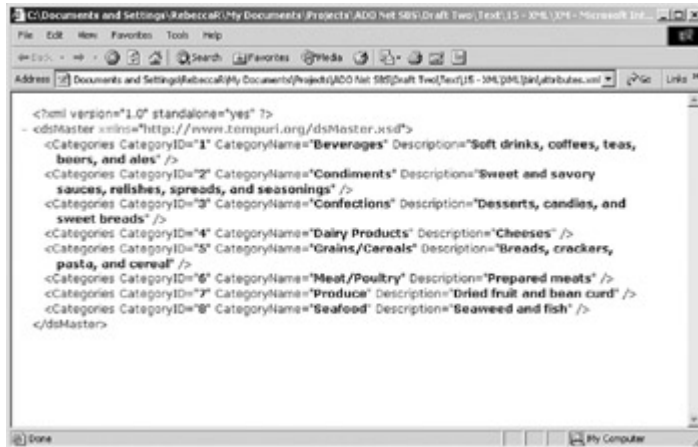 C:\Documents and Settings\RebeccaR\My Documents\Projects\ADO Net SBS\Draft Two\Text\15 - XML\XML - Microsoft Int...
File Edit View Favorites Tools Help
Back Search Favorites Media
Address Documents and Settings\RebeccaR\My Documents\Projects\ADO Net SBS\Draft Two\Text\15 - XML\XML\bin\attributes.xml Go Links »
<?xml version="1.0" standalone="yes" ?>
- <dsMaster xmlns="http://www.tempuri.org/dsMaster.xsd">
<Categories CategoryID="1" CategoryName="Beverages" Description="Soft drinks, coffees, teas,
beers, and ales" />
<Categories CategoryID="2" CategoryName="Condiments" Description="Sweet and savory
sauces, relishes, spreads, and seasonings" />
<Categories CategoryID="3" CategoryName="Confections" Description="Desserts, candies, and
sweet breads" />
<Categories CategoryID="4" CategoryName="Dairy Products" Description="Cheeses" />
<Categories CategoryID="5" CategoryName="Grains/Cereals" Description="Breads, crackers,
pasta, and cereal" />
<Categories CategoryID="6" CategoryName="Meat/Poultry" Description="Prepared meats" />
<Categories CategoryID="7" CategoryName="Produce" Description="Dried fruit and bean curd" />
<Categories CategoryID="8" CategoryName="Seafood" Description="Seaweed and fish" />
</dsMaster>
Done My Computer